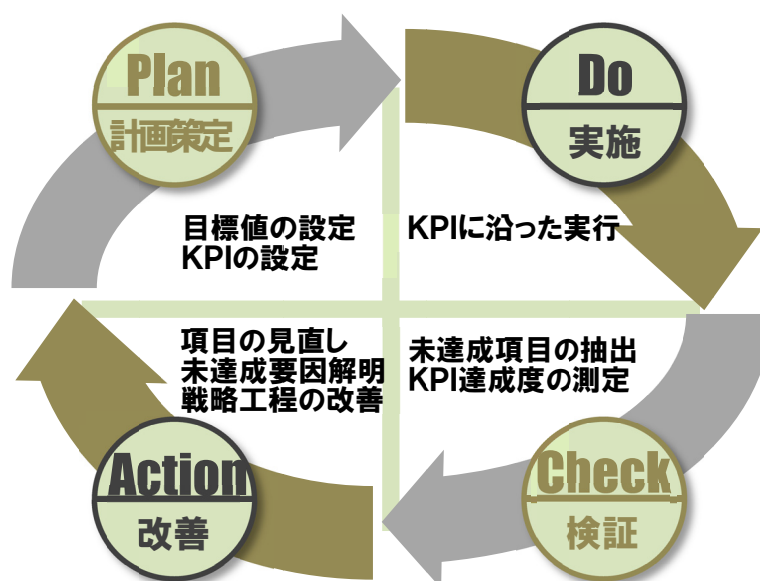 Plan
計画策定
目標値の設定
KPIの設定
Do
実施
KPIに沿った実行
項目の見直し
未達成要因解明
戦略工程の改善
Action
改善
未達成項目の抽出
KPI達成度の測定
Check
検証